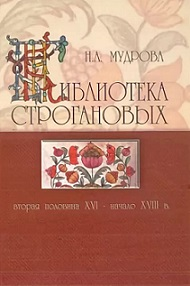 Н.А. МУДРОВА
БИБЛИОТЕКА
СТРОГАНОВЫХ
вторая половина XVI - начало XVIII в.